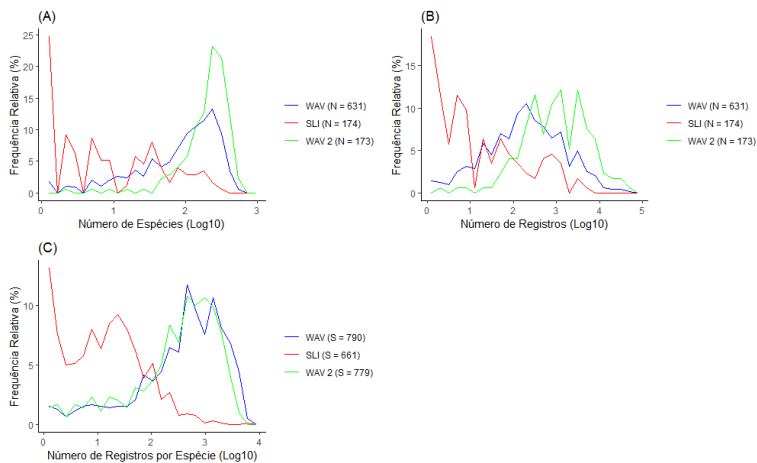 (A)
Frequência Relativa (%)
25
20
15
10
5
0
0
1
2
3
Número de Espécies (Log10)
WAV (N = 631)
SLI (N = 174)
WAV 2 (N = 173)
(B)
Frequência Relativa (%)
15
10
5
0
0
1
2
3
4
5
Número de Registros (Log10)
WAV (N = 631)
SLI (N = 174)
WAV 2 (N = 173)
(C)
Frequência Relativa (%)
10
5
0
0
1
2
3
4
Número de Registros por Espécie (Log10)
WAV (S = 790)
SLI (S = 661)
WAV 2 (S = 779)